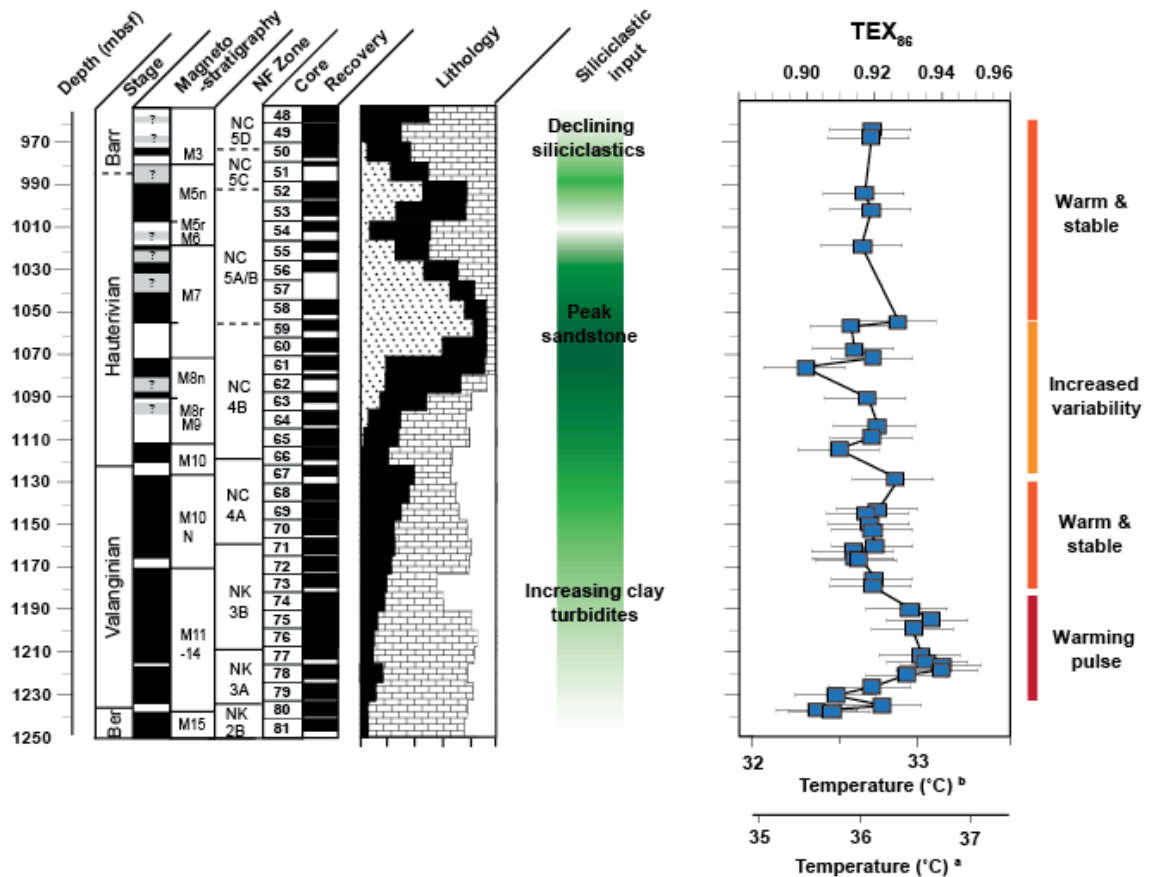 Depth (mbsf)
Stage
Magneto
-stratigraphy
NF Zone
Core
Recovery
Lithology
Siliciclastic
input
TEX86
0.90 0.92 0.94 0.96
970
990
1010
1030
1050
1070
1090
1110
1130
1150
1170
1190
1210
1230
1250
Barr
Hauterivian
Valanginian
Ber
?
?
?
?
?
?
?
?
M3
M5n
M5r
M6
M7
M8n
M8r
M9
M10
M10
N
M11
-14
M15
NC
5D
NC
5C
NC
5A/B
NC
4B
NC
4A
NK
3B
NK
3A
NK
2B
48
49
50
51
52
53
54
55
56
57
58
59
60
61
62
63
64
65
66
67
68
69
70
71
72
73
74
75
76
77
78
79
80
81
Declining
siliciclastics
Peak
sandstone
Increasing clay
turbidites
Warm &
stable
Increased
variability
Warm &
stable
Warming
pulse
32 33
Temperature (°C) b
35 36 37
Temperature (°C) a